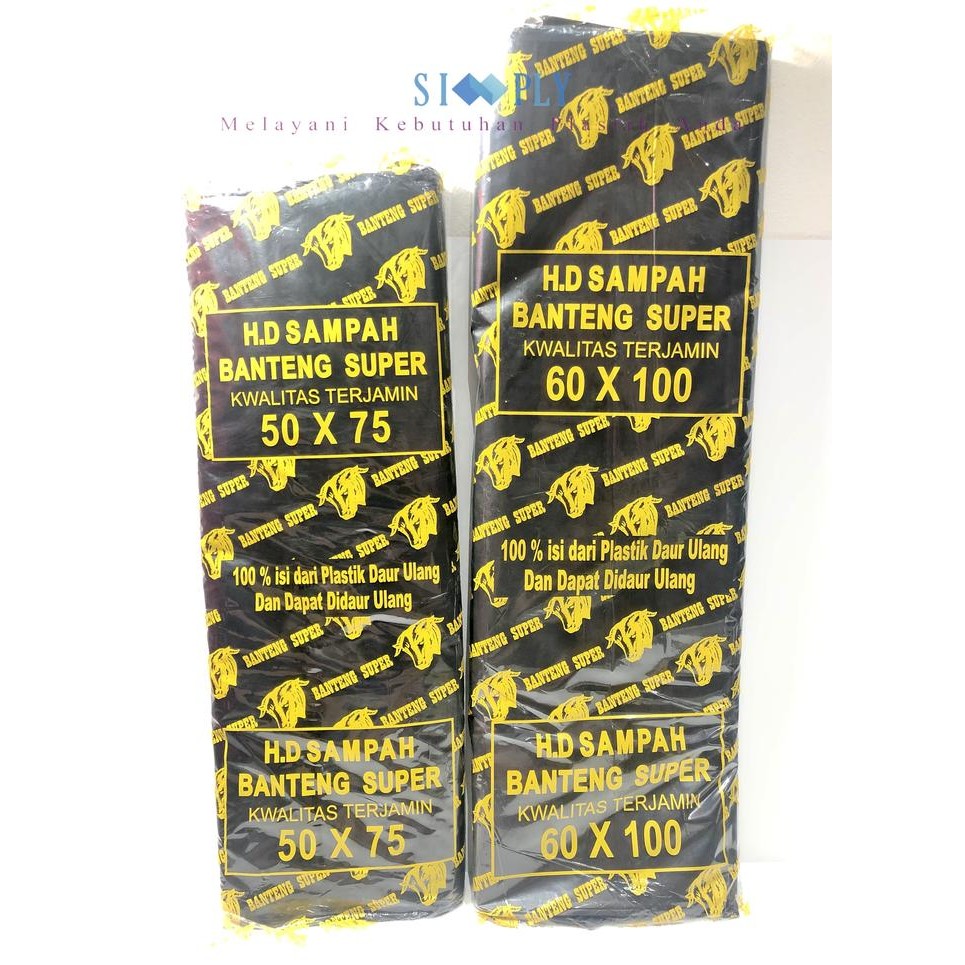 SIMPLY
Melayani Kebutuhan Plastik Anda
H.D SAMPAH
BANTENG SUPER
KWALITAS TERJAMIN
50 X 75
100 % isi dari Plastik Daur Ulang
Dan Dapat Didaur Ulang
H.D SAMPAH
BANTENG SUPER
KWALITAS TERJAMIN
50 X 75
H.D SAMPAH
BANTENG SUPER
KWALITAS TERJAMIN
60 X 100
100 % isi dari Plastik Daur Ulang
Dan Dapat Didaur Ulang
H.D SAMPAH
BANTENG SUPER
KWALITAS TERJAMIN
60 X 100
BANTENG SUPER